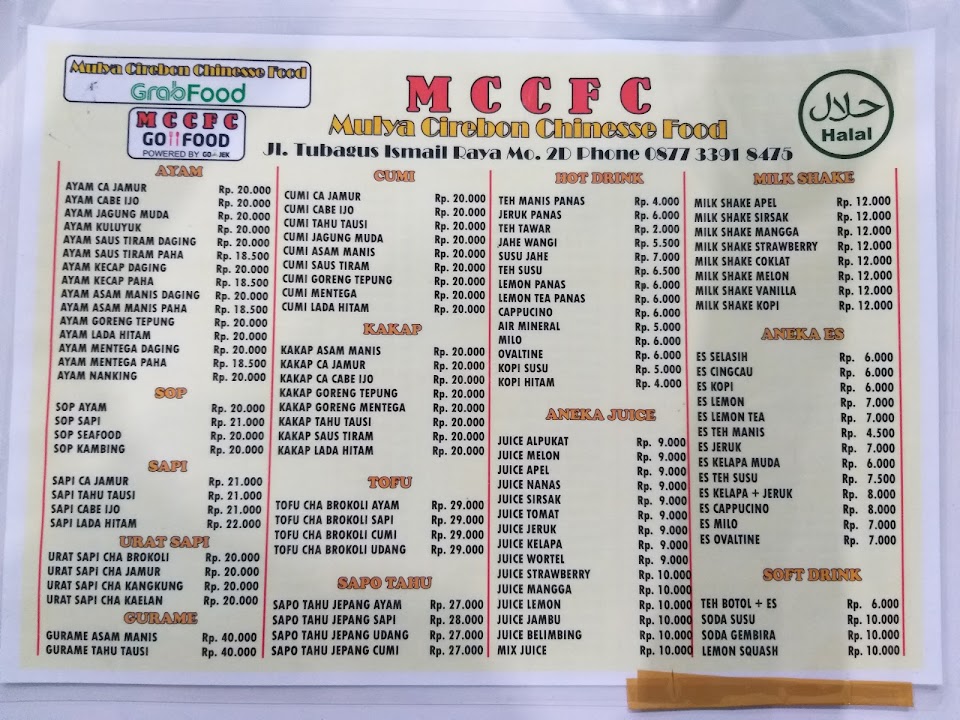 Mulya Cirebon Chinesse Food
GrabFood
MCCFC
GO FOOD
POWERED BY GO-JEK
MCCFC
Mulya Cirebon Chinesse Food
Jl. Tubagus Ismail Raya Mo. 2D Phone 0877 3391 8475
حلال
Halal
AYAM
AYAM CA JAMUR Rp. 20.000
AYAM CABE IJO Rp. 20.000
AYAM JAGUNG MUDA Rp. 20.000
AYAM KULUYUK Rp. 20.000
AYAM SAUS TIRAM DAGING Rp. 20.000
AYAM SAUS TIRAM PAHA Rp. 18.500
AYAM KECAP DAGING Rp. 20.000
AYAM KECAP PAHA Rp. 18.500
AYAM ASAM MANIS DAGING Rp. 20.000
AYAM ASAM MANIS PAHA Rp. 18.500
AYAM GORENG TEPUNG Rp. 20.000
AYAM LADA HITAM Rp. 20.000
AYAM MENTEGA DAGING Rp. 20.000
AYAM MENTEGA PAHA Rp. 18.500
AYAM NANKING Rp. 20.000
SOP
SOP AYAM Rp. 20.000
SOP SAPI Rp. 21.000
SOP SEAFOOD Rp. 20.000
SOP KAMBING Rp. 20.000
SAPI
SAPI CA JAMUR Rp. 21.000
SAPI TAHU TAUSI Rp. 21.000
SAPI CABE IJO Rp. 21.000
SAPI LADA HITAM Rp. 22.000
URAT SAPI
URAT SAPI CHA BROKOLI Rp. 20.000
URAT SAPI CHA JAMUR Rp. 20.000
URAT SAPI CHA KANGKUNG Rp. 20.000
URAT SAPI CHA KAELAN Rp. 20.000
GURAME
GURAME ASAM MANIS Rp. 40.000
GURAME TAHU TAUSI Rp. 40.000
CUMI
CUMI CA JAMUR Rp. 20.000
CUMI CABE IJO Rp. 20.000
CUMI TAHU TAUSI Rp. 20.000
CUMI JAGUNG MUDA Rp. 20.000
CUMI ASAM MANIS Rp. 20.000
CUMI SAUS TIRAM Rp. 20.000
CUMI GORENG TEPUNG Rp. 20.000
CUMI MENTEGA Rp. 20.000
CUMI LADA HITAM Rp. 20.000
KAKAP
KAKAP ASAM MANIS Rp. 20.000
KAKAP CA JAMUR Rp. 20.000
KAKAP CA CABE IJO Rp. 20.000
KAKAP GORENG TEPUNG Rp. 20.000
KAKAP GORENG MENTEGA Rp. 20.000
KAKAP TAHU TAUSI Rp. 20.000
KAKAP SAUS TIRAM Rp. 20.000
KAKAP LADA HITAM Rp. 20.000
TOFU
TOFU CHA BROKOLI AYAM Rp. 29.000
TOFU CHA BROKOLI SAPI Rp. 29.000
TOFU CHA BROKOLI CUMI Rp. 29.000
TOFU CHA BROKOLI UDANG Rp. 29.000
SAPO TAHU
SAPO TAHU JEPANG AYAM Rp. 27.000
SAPO TAHU JEPANG SAPI Rp. 28.000
SAPO TAHU JEPANG UDANG Rp. 27.000
SAPO TAHU JEPANG CUMI Rp. 27.000
HOT DRINK
TEH MANIS PANAS Rp. 4.000
JERUK PANAS Rp. 6.000
TEH TAWAR Rp. 2.000
JAHE WANGI Rp. 5.500
SUSU JAHE Rp. 7.000
TEH SUSU Rp. 6.500
LEMON PANAS Rp. 6.000
LEMON TEA PANAS Rp. 6.000
CAPPUCINO Rp. 6.000
AIR MINERAL Rp. 5.000
MILO Rp. 6.000
OVALTINE Rp. 6.000
KOPI SUSU Rp. 5.000
KOPI HITAM Rp. 4.000
ANEKA JUICE
JUICE ALPUKAT Rp. 9.000
JUICE MELON Rp. 9.000
JUICE APEL Rp. 9.000
JUICE NANAS Rp. 9.000
JUICE SIRSAK Rp. 9.000
JUICE TOMAT Rp. 9.000
JUICE JERUK Rp. 9.000
JUICE KELAPA Rp. 9.000
JUICE WORTEL Rp. 9.000
JUICE STRAWBERRY Rp. 10.000
JUICE MANGGA Rp. 10.000
JUICE LEMON Rp. 10.000
JUICE JAMBU Rp. 10.000
JUICE BELIMBING Rp. 10.000
MIX JUICE Rp. 10.000
MILK SHAKE
MILK SHAKE APEL Rp. 12.000
MILK SHAKE SIRSAK Rp. 12.000
MILK SHAKE MANGGA Rp. 12.000
MILK SHAKE STRAWBERRY Rp. 12.000
MILK SHAKE COKLAT Rp. 12.000
MILK SHAKE MELON Rp. 12.000
MILK SHAKE VANILLA Rp. 12.000
MILK SHAKE KOPI Rp. 12.000
ANEKA ES
ES SELASIH Rp. 6.000
ES CINGCAU Rp. 6.000
ES KOPI Rp. 6.000
ES LEMON Rp. 7.000
ES LEMON TEA Rp. 7.000
ES TEH MANIS Rp. 4.500
ES JERUK Rp. 7.000
ES KELAPA MUDA Rp. 6.000
ES TEH SUSU Rp. 7.500
ES KELAPA + JERUK Rp. 8.000
ES CAPPUCINO Rp. 8.000
ES MILO Rp. 7.000
ES OVALTINE Rp. 7.000
SOFT DRINK
TEH BOTOL + ES Rp. 6.000
SODA SUSU Rp. 10.000
SODA GEMBIRA Rp. 10.000
LEMON SQUASH Rp. 10.000